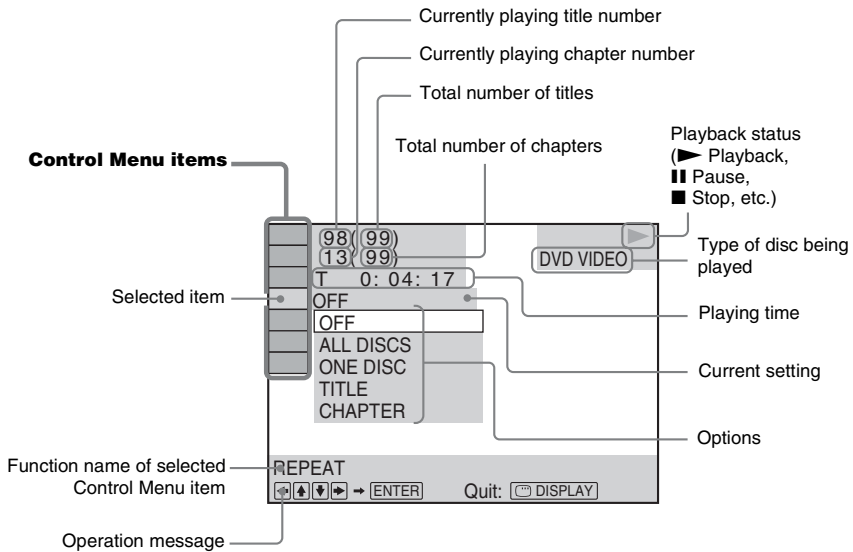 Currently playing title number
Currently playing chapter number
Total number of titles
Total number of chapters
Playback status
(► Playback,
❚❚ Pause,
■ Stop, etc.)
Control Menu items
98( 99)
13( 99)
►
DVD VIDEO
Type of disc being
played
T 0: 04: 17
Playing time
Selected item
OFF
OFF
ALL DISCS
ONE DISC
TITLE
CHAPTER
Current setting
Options
Function name of selected
Control Menu item
REPEAT
← ↑ ↓ → → ENTER Quit: DISPLAY
Operation message